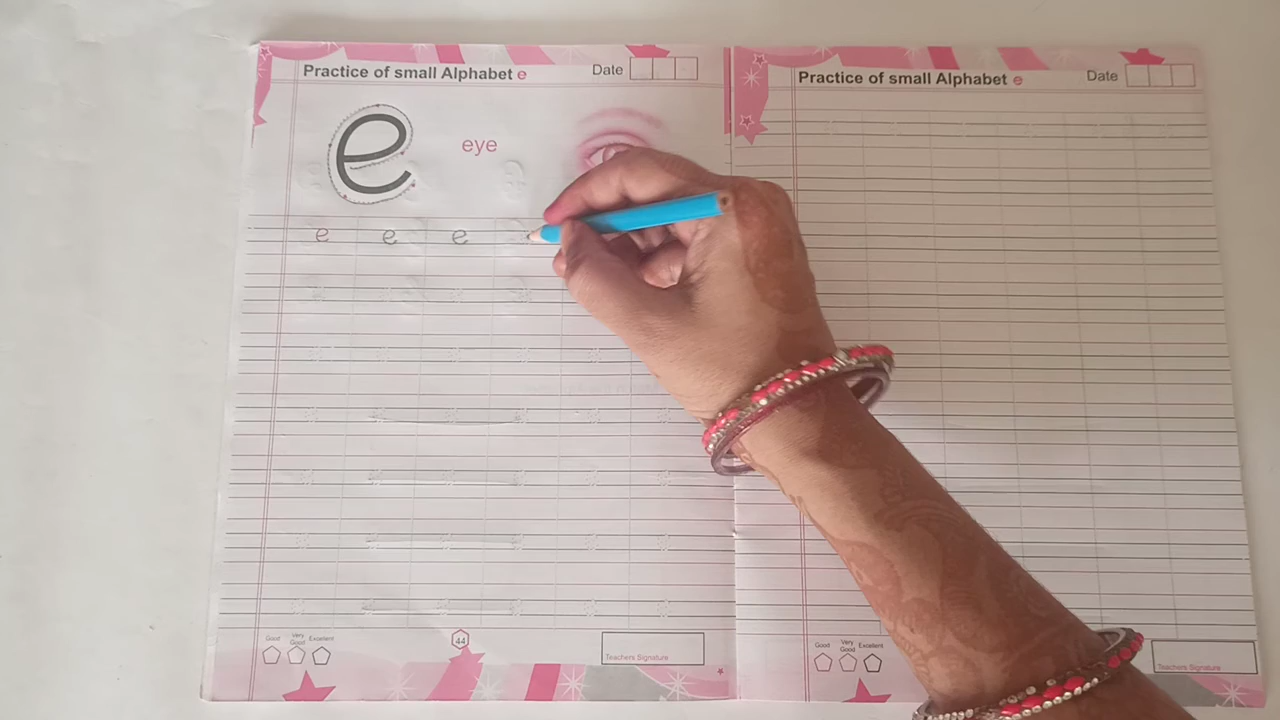 Practice of small Alphabet e Date
e
eye
e e e
Good Very Good Excellent
44
Teachers Signature
Practice of small Alphabet e Date
Good Very Good Excellent
Teachers Signature